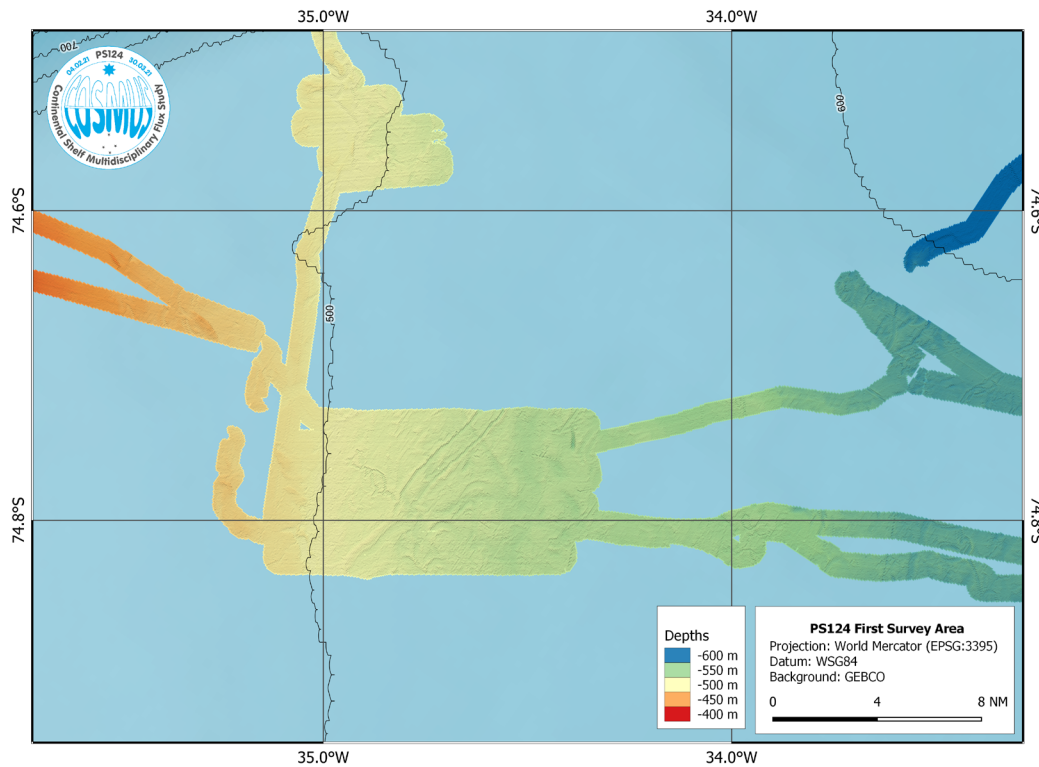 35.0°W
34.0°W
700
04.02.21 PS124 30.03.21
COSMUS
Continental Shelf Multidisciplinary Flux Study
600
74.6°S
74.6°S
500
74.8°S
74.8°S
Depths
-600 m
-550 m
-500 m
-450 m
-400 m
PS124 First Survey Area
Projection: World Mercator (EPSG:3395)
Datum: WSG84
Background: GEBCO
0 4 8 NM
35.0°W
34.0°W